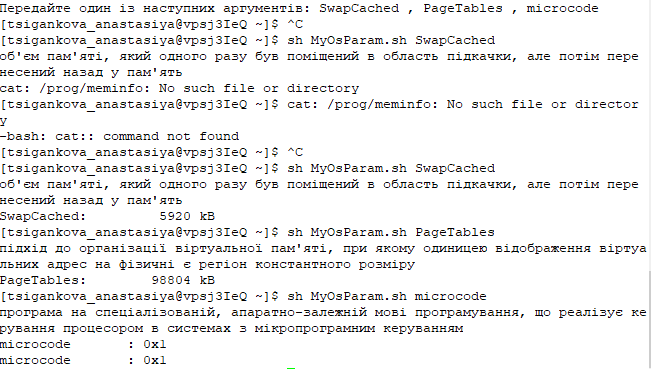 Передайте один із наступних аргументів: SwapCached , PageTables , microcode
[tsigankova_anastasiya@vpsj3IeQ ~]$ ^C
[tsigankova_anastasiya@vpsj3IeQ ~]$ sh MyOsParam.sh SwapCached
об'єм пам'яті, який одного разу був поміщений в область підкачки, але потім пере
несений назад у пам'ять
cat: /prog/meminfo: No such file or directory
[tsigankova_anastasiya@vpsj3IeQ ~]$ cat: /prog/meminfo: No such file or director
y
-bash: cat:: command not found
[tsigankova_anastasiya@vpsj3IeQ ~]$ ^C
[tsigankova_anastasiya@vpsj3IeQ ~]$ sh MyOsParam.sh SwapCached
об'єм пам'яті, який одного разу був поміщений в область підкачки, але потім пере
несений назад у пам'ять
SwapCached:         5920 kB
[tsigankova_anastasiya@vpsj3IeQ ~]$ sh MyOsParam.sh PageTables
підхід до організації віртуальної пам'яті, при якому одиницею відображення вiртуа
льних адрес на фізичні є регіон константного розміру
PageTables:        98804 kB
[tsigankova_anastasiya@vpsj3IeQ ~]$ sh MyOsParam.sh microcode
програма на спеціалізованій, апаратно-залежній мові програмування, що реалізує ке
рування процесором в системах з мікропрограмним керуванням
microcode       : 0x1
microcode       : 0x1